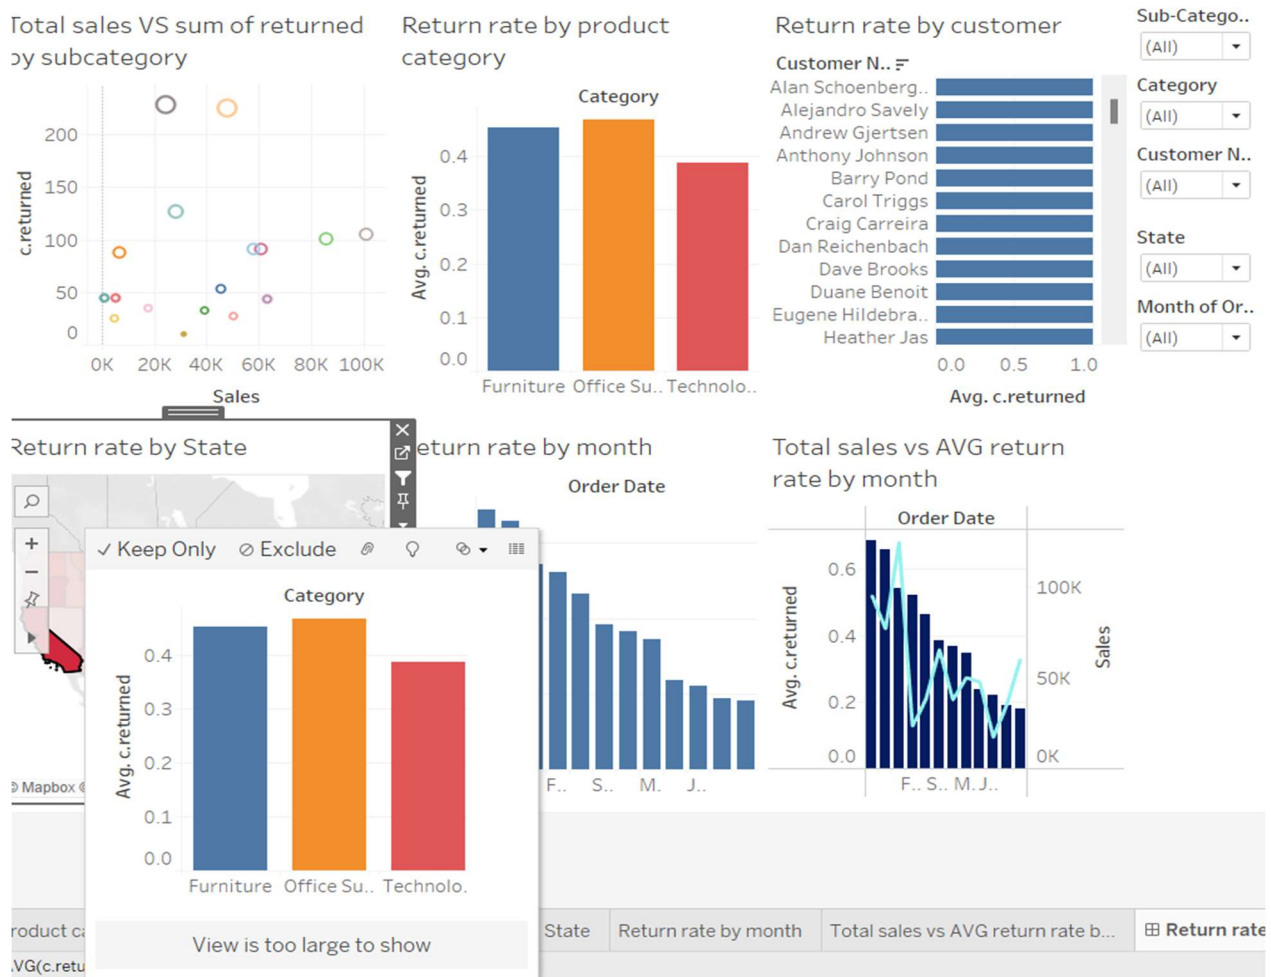 Total sales VS sum of returned
by subcategory
200
150
100
50
0
c.returned
0K 20K 40K 60K 80K 100K
Sales
Return rate by product
category
Category
0.4
0.3
0.2
0.1
0.0
Avg. c.returned
Furniture Office Su.. Technolo..
Return rate by customer
Customer N..
Alan Schoenberg..
Alejandro Savely
Andrew Gjertsen
Anthony Johnson
Barry Pond
Carol Triggs
Craig Carreira
Dan Reichenbach
Dave Brooks
Duane Benoit
Eugene Hildebra..
Heather Jas
0.0 0.5 1.0
Avg. c.returned
Sub-Catego..
(All)
Category
(All)
Customer N..
(All)
State
(All)
Month of Or..
(All)
Return rate by State
© Mapbox ©
eturn rate by month
Order Date
F.. S.. M. J..
Total sales vs AVG return
rate by month
Order Date
0.6
0.4
0.2
0.0
Avg. c.returned
100K
50K
0K
Sales
F.. S.. M. J..
Keep Only Exclude
Category
0.4
0.3
0.2
0.1
0.0
Avg. c.returned
Furniture Office Su.. Technolo.
View is too large to show
roduct ca
State
Return rate by month
Total sales vs AVG return rate b...
Return rate
AVG(c.retu